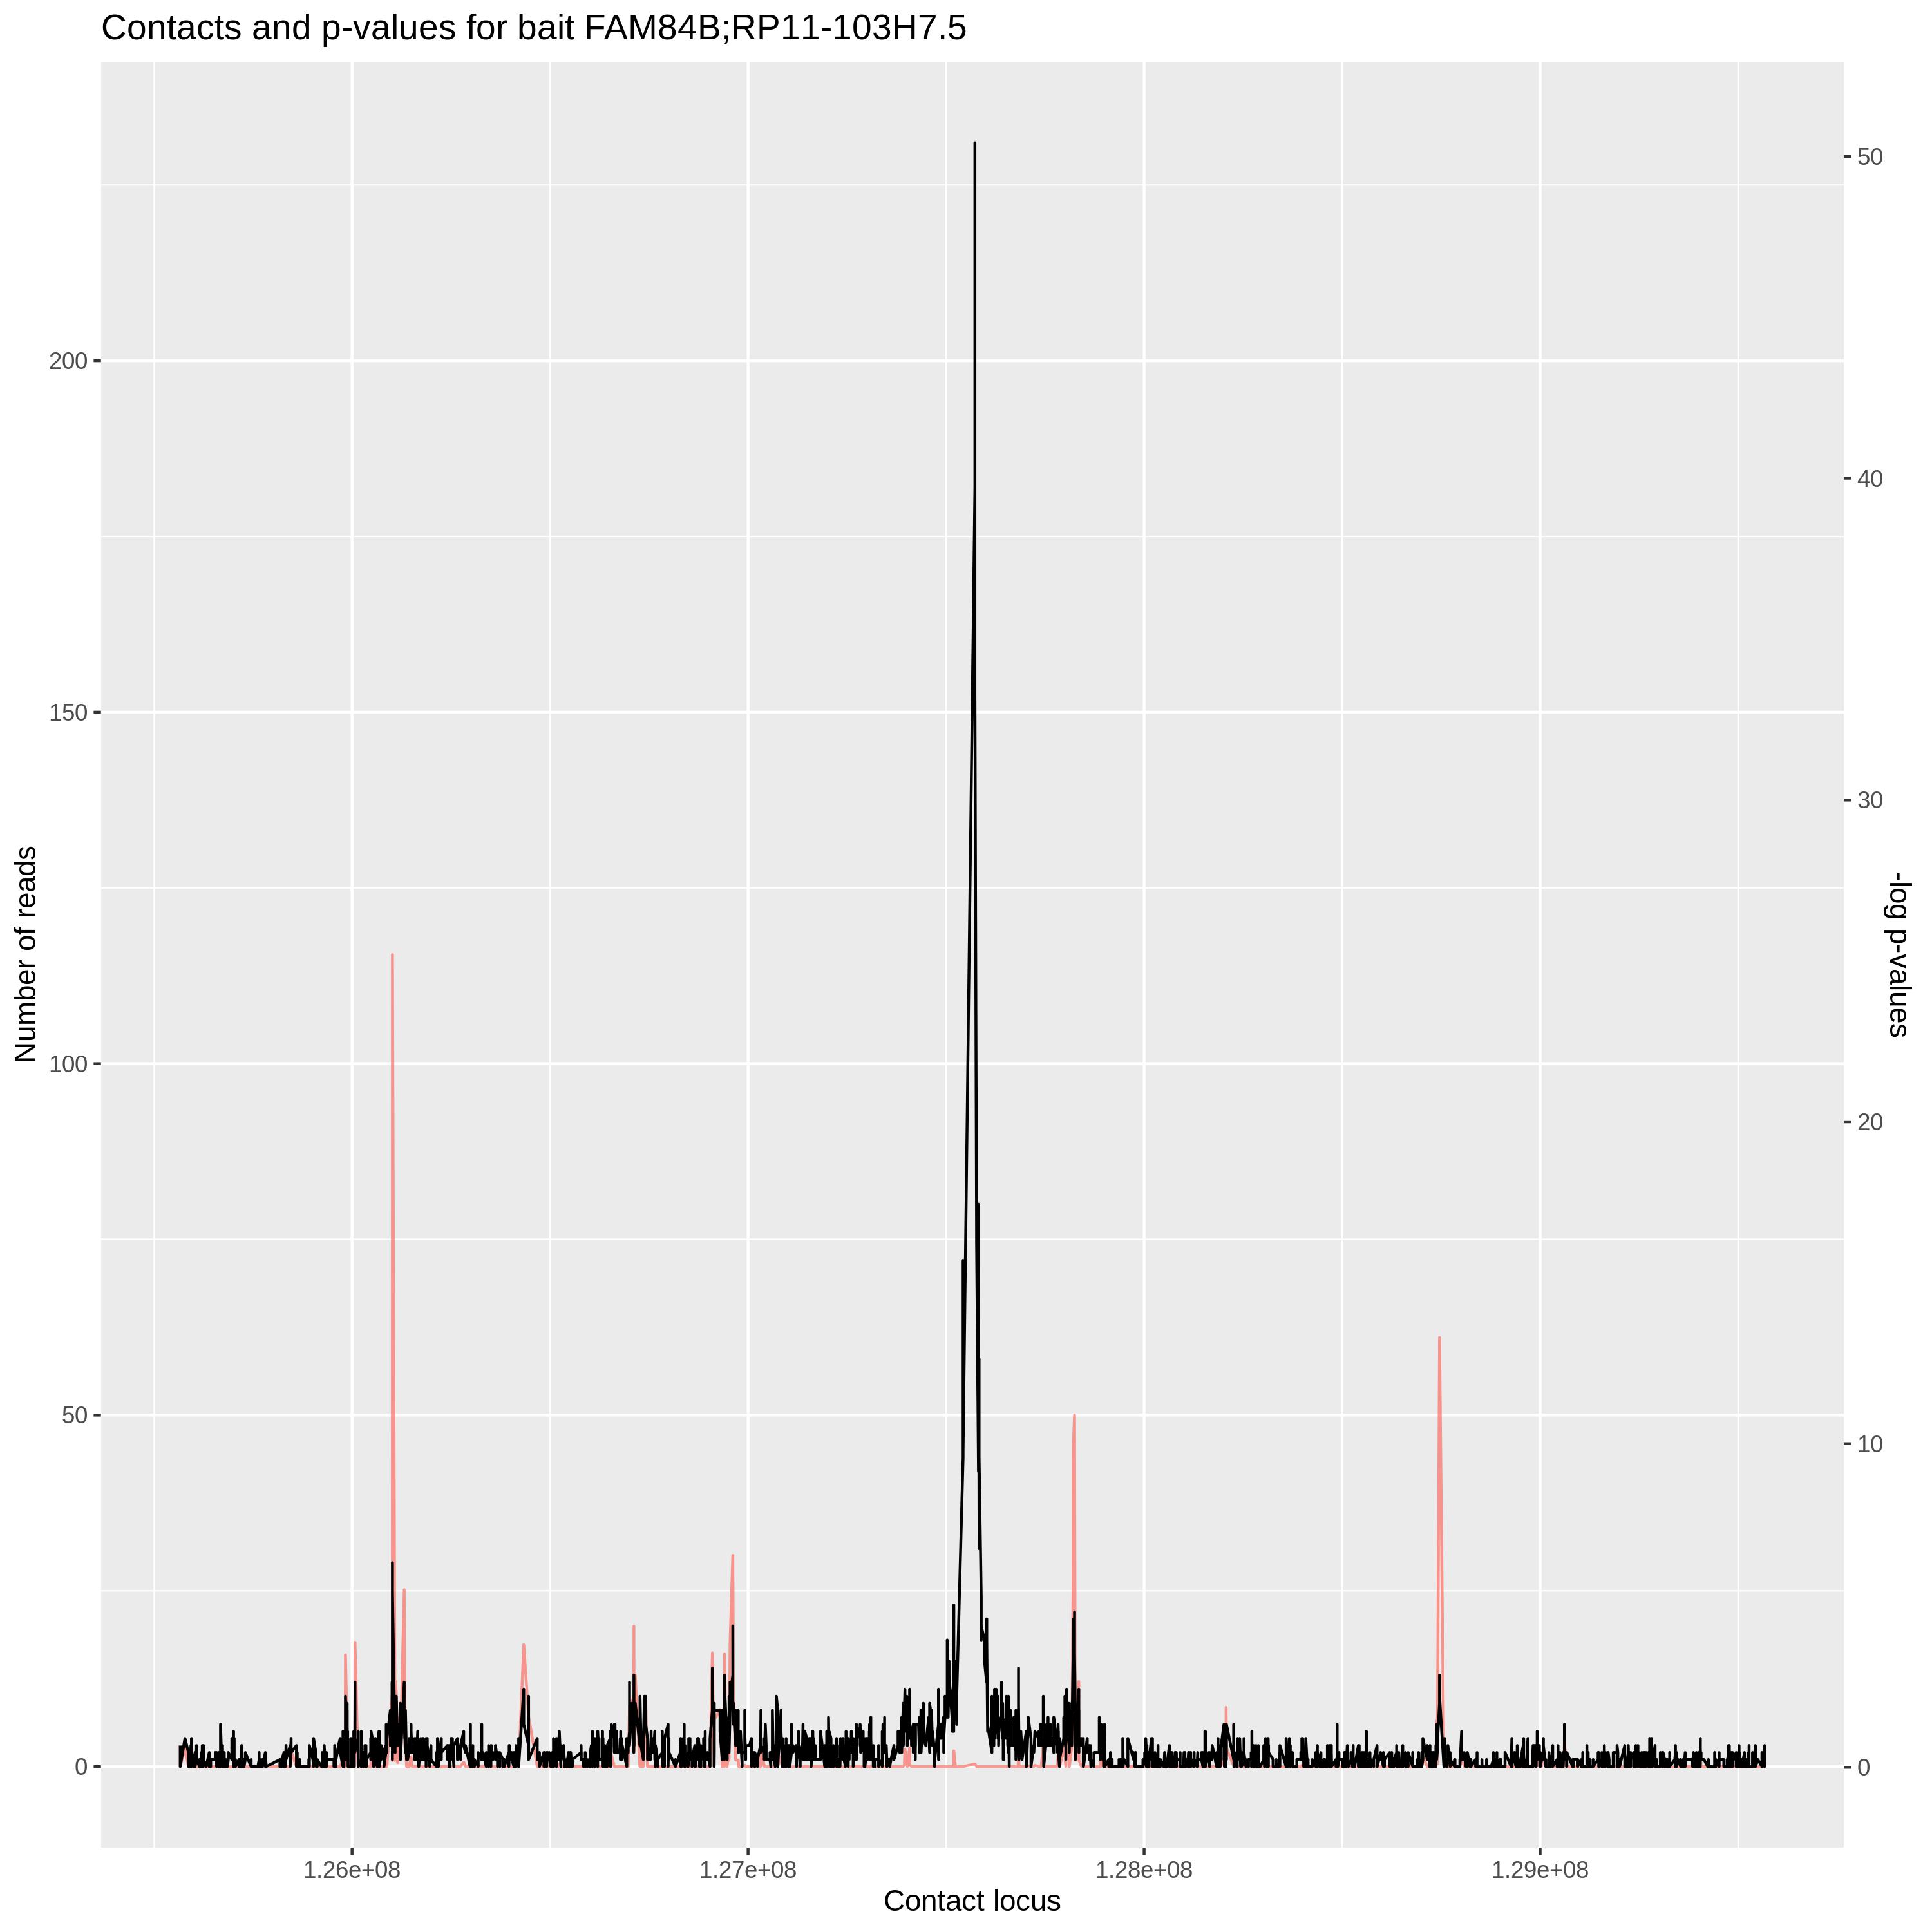 Contacts and p-values for bait FAM84B;RP11-103H7.5
Number of reads
200
150
100
50
0
50
40
30
20
10
0
-log p-values
1.26e+08 1.27e+08 1.28e+08 1.29e+08
Contact locus